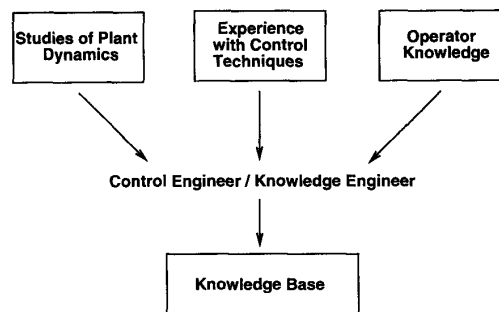 Studies of Plant
Dynamics
Experience
with Control
Techniques
Operator
Knowledge
Control Engineer / Knowledge Engineer
Knowledge Base